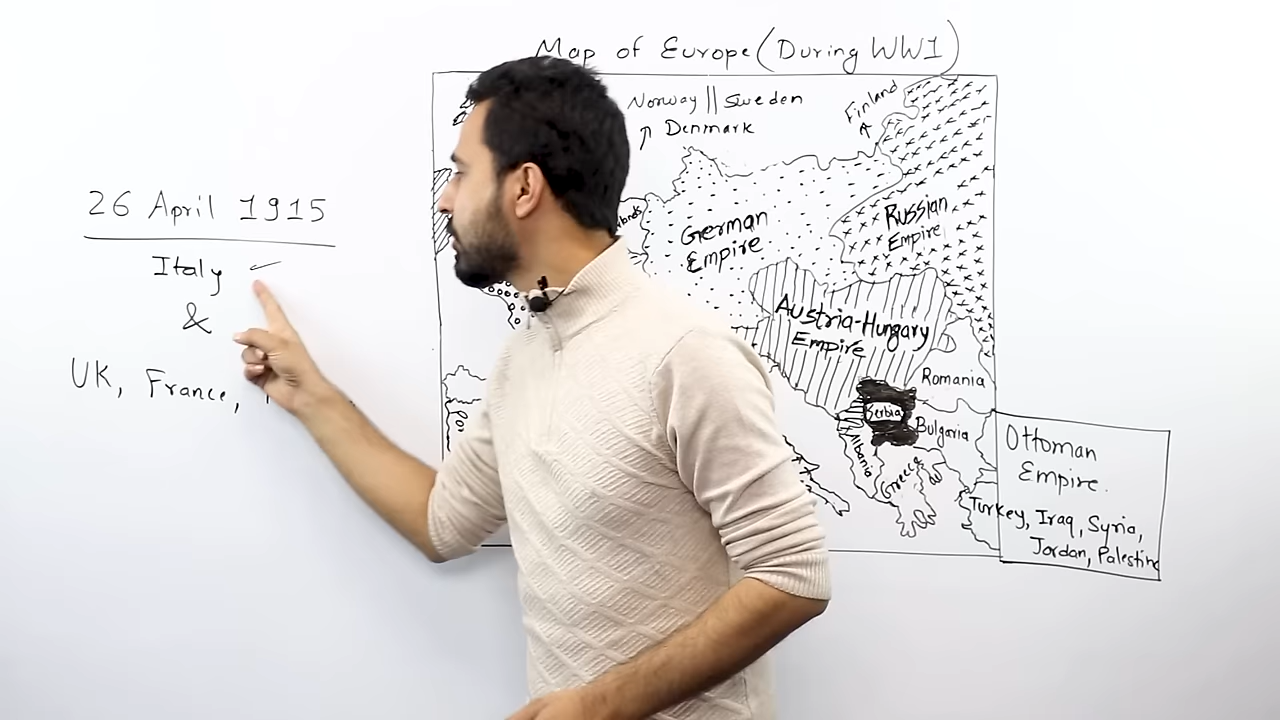 Map of Europe (During WW1)
Norway || Sweden
Denmark
Finland
26 April 1915
Italy
&
UK, France,
German
Empire
Russian
Empire
Austria-Hungary
Empire
Romania
Serbia
Bulgaria
Albania
Greece
Ottoman
Empire.
Turkey, Iraq, Syria,
Jordan, Palestin